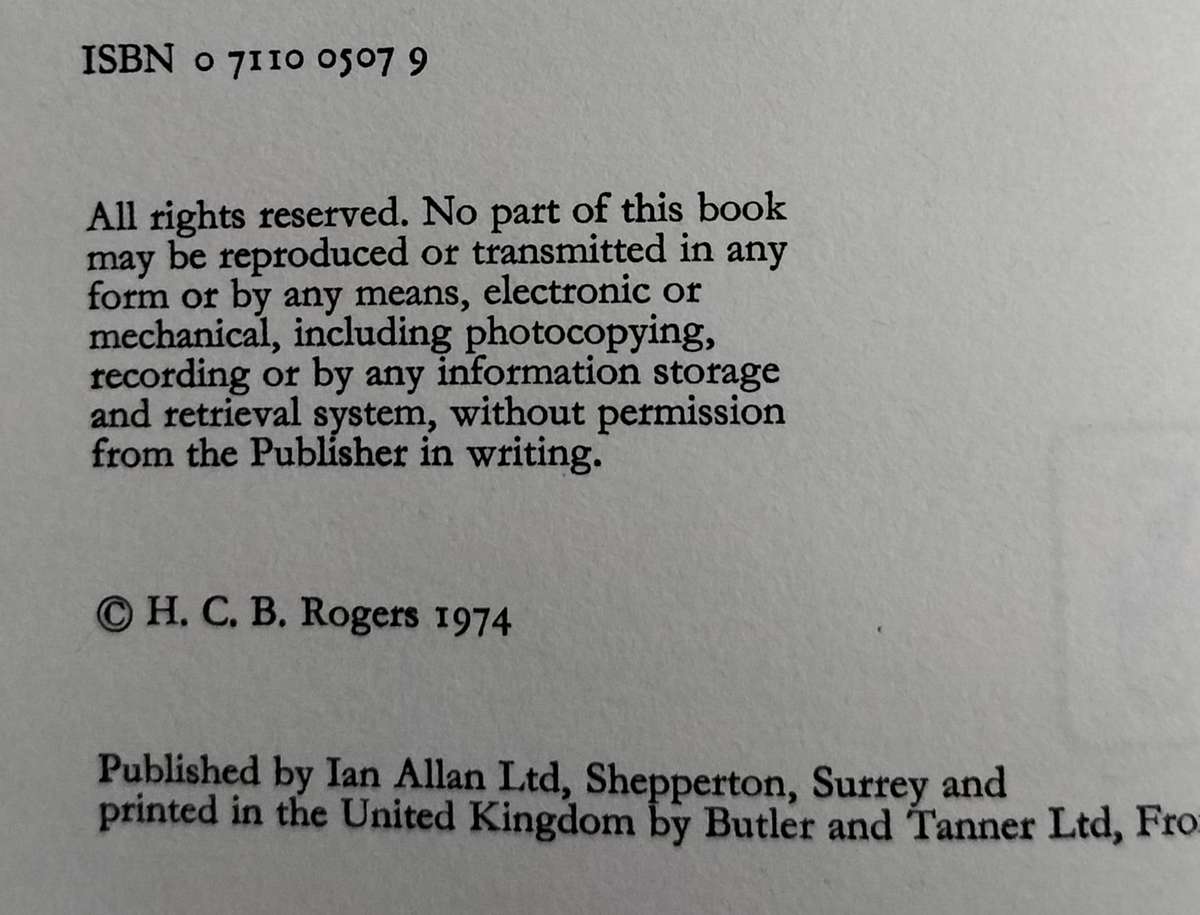 ISBN 0 7110 0507 9
All rights reserved. No part of this book
may be reproduced or transmitted in any
form or by any means, electronic or
mechanical, including photocopying,
recording or by any information storage
and retrieval system, without permission
from the Publisher in writing.
© H. C. B. Rogers 1974
Published by Ian Allan Ltd, Shepperton, Surrey and
printed in the United Kingdom by Butler and Tanner Ltd,